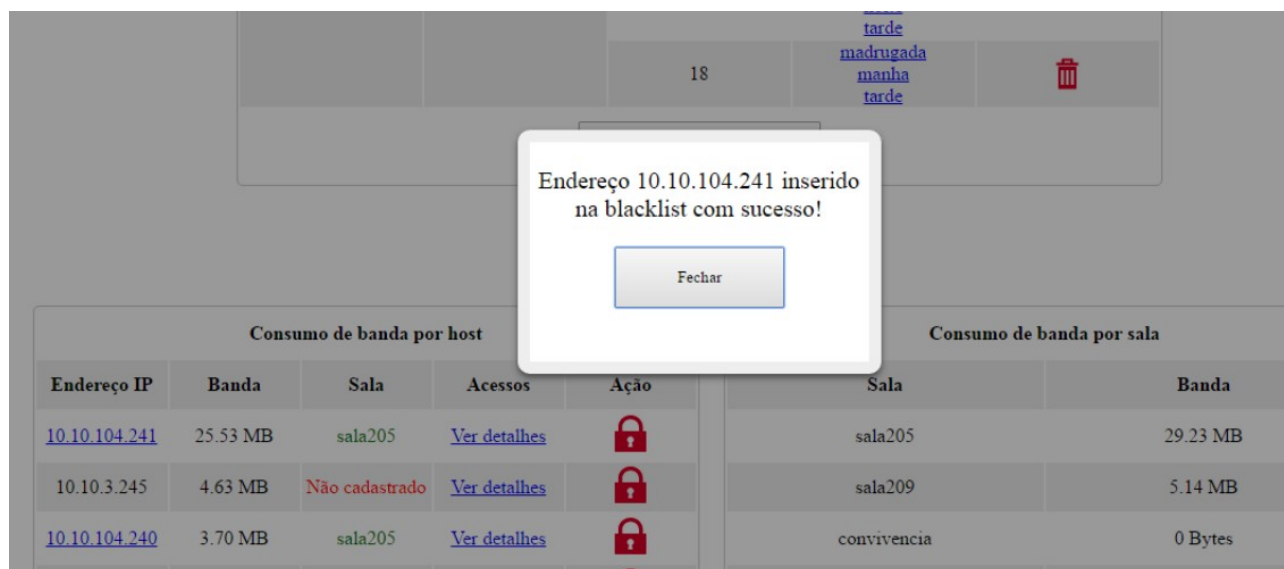 tarde
18
madrugada
manha
tarde
Endereço 10.10.104.241 inserido
na blacklist com sucesso!
Fechar
Consumo de banda por host
Endereço IP Banda Sala Acessos Ação
10.10.104.241 25.53 MB sala205 Ver detalhes
10.10.3.245 4.63 MB Não cadastrado Ver detalhes
10.10.104.240 3.70 MB sala205 Ver detalhes
Consumo de banda por sala
Sala Banda
sala205 29.23 MB
sala209 5.14 MB
convivencia 0 Bytes